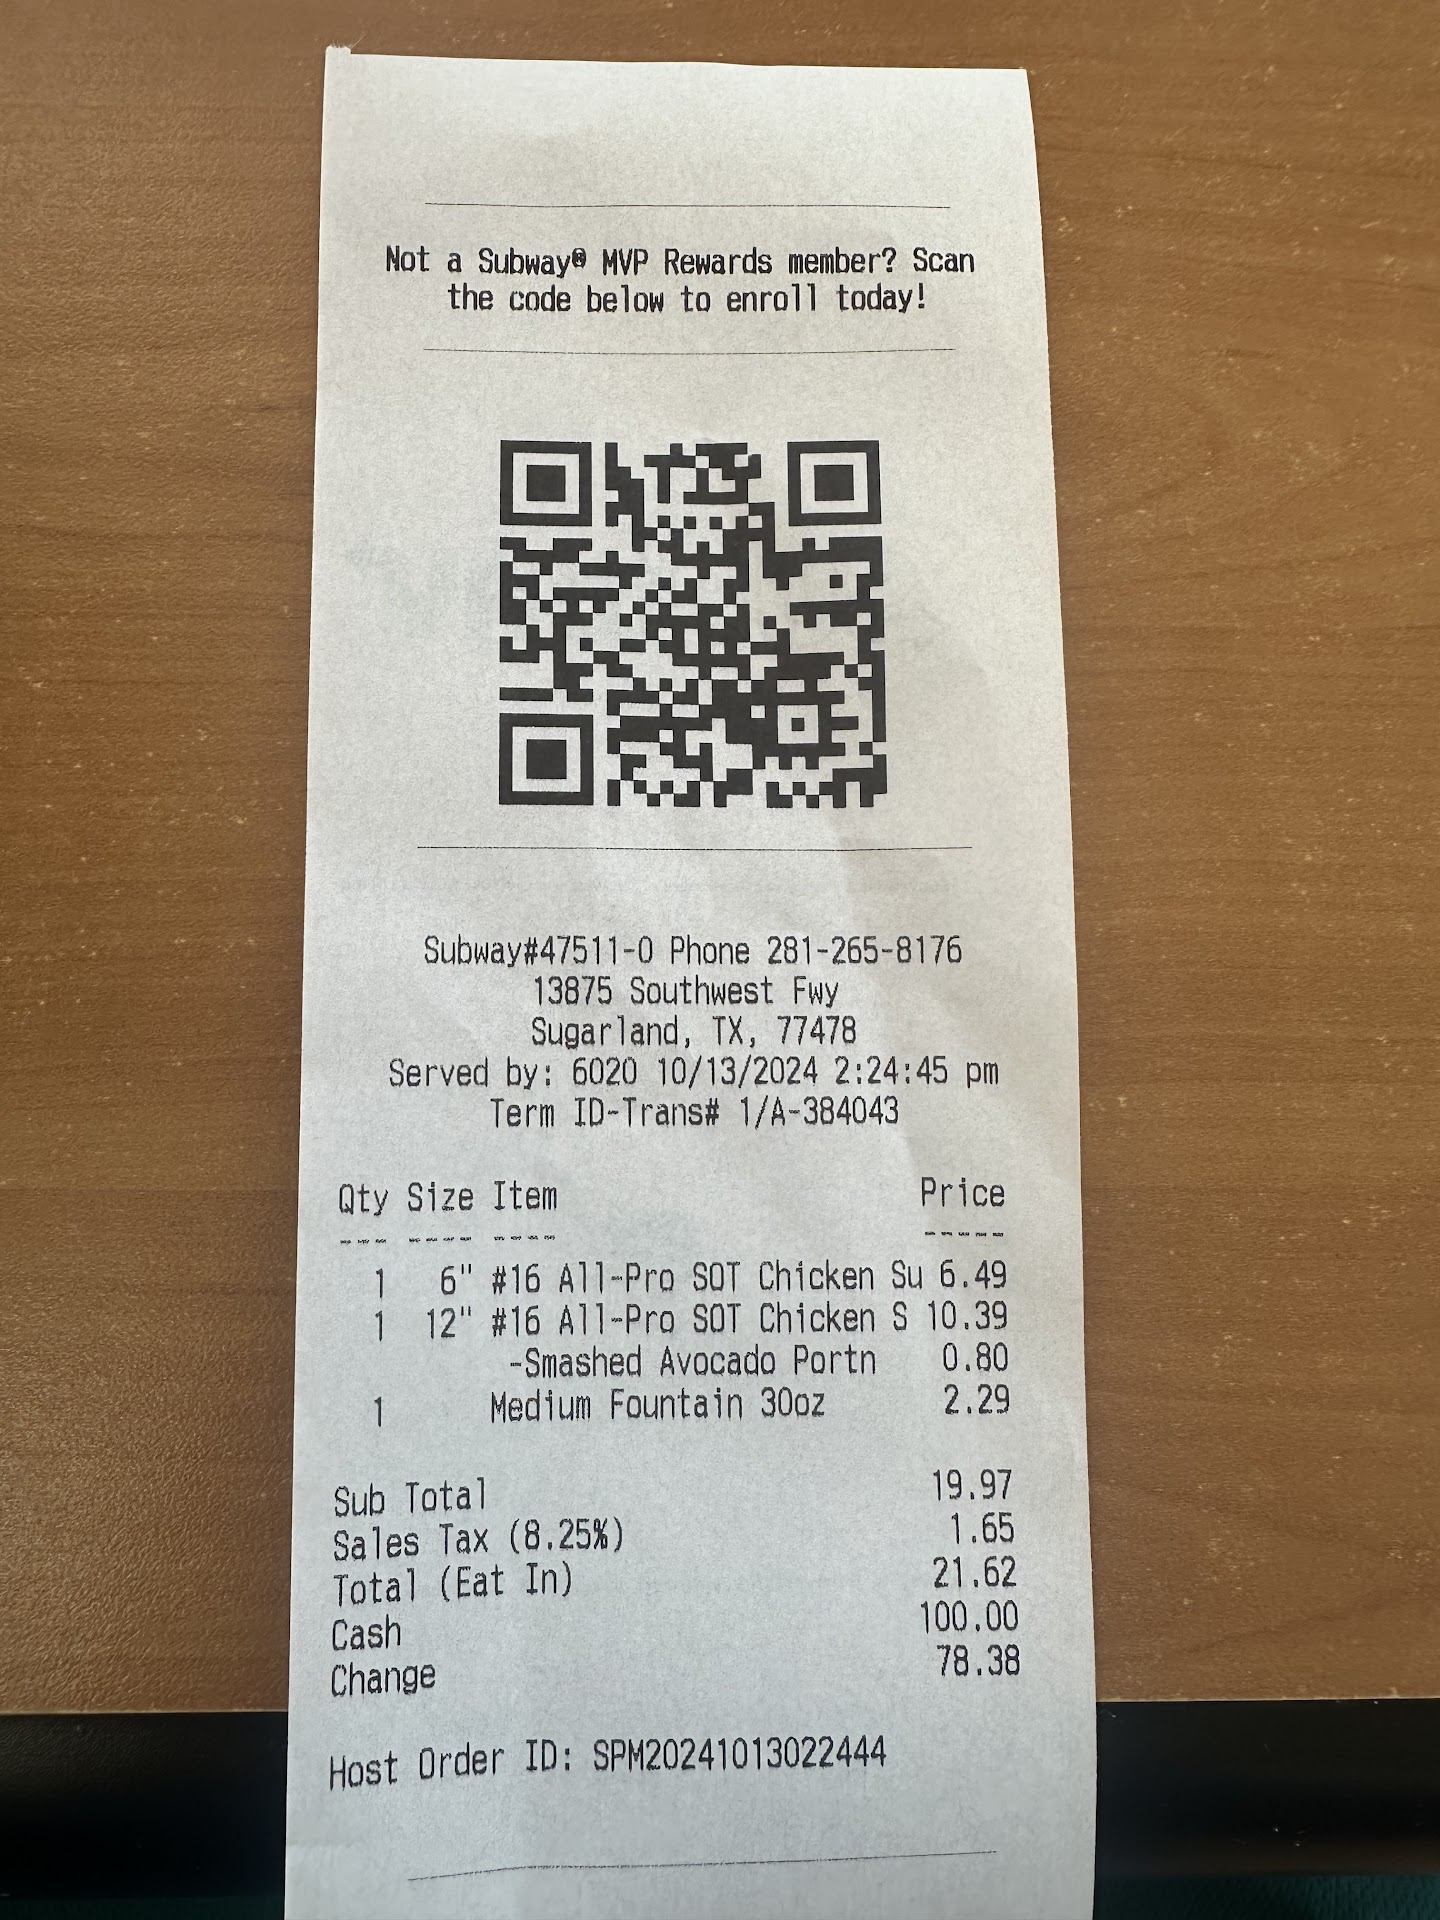 Not a Subway® MVP Rewards member? Scan
the code below to enroll today!
Subway#47511-0 Phone 281-265-8176
13875 Southwest Fwy
Sugarland, TX, 77478
Served by: 6020 10/13/2024 2:24:45 pm
Term ID-Trans# 1/A-384043
Qty Size Item Price
--- ---- ---- -----
1 6" #16 All-Pro SOT Chicken Su 6.49
1 12" #16 All-Pro SOT Chicken S 10.39
-Smashed Avocado Portn 0.80
1 Medium Fountain 30oz 2.29
Sub Total 19.97
Sales Tax (8.25%) 1.65
Total (Eat In) 21.62
Cash 100.00
Change 78.38
Host Order ID: SPM20241013022444